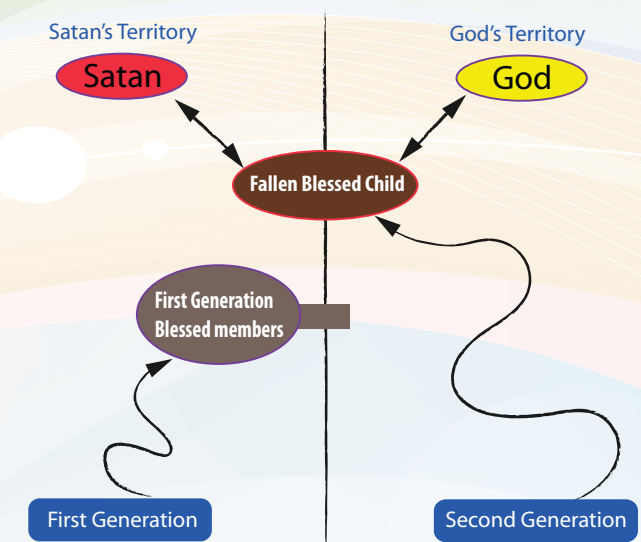 Satan's Territory
God's Territory
Satan
God
Fallen Blessed Child
First Generation
Blessed members
First Generation
Second Generation